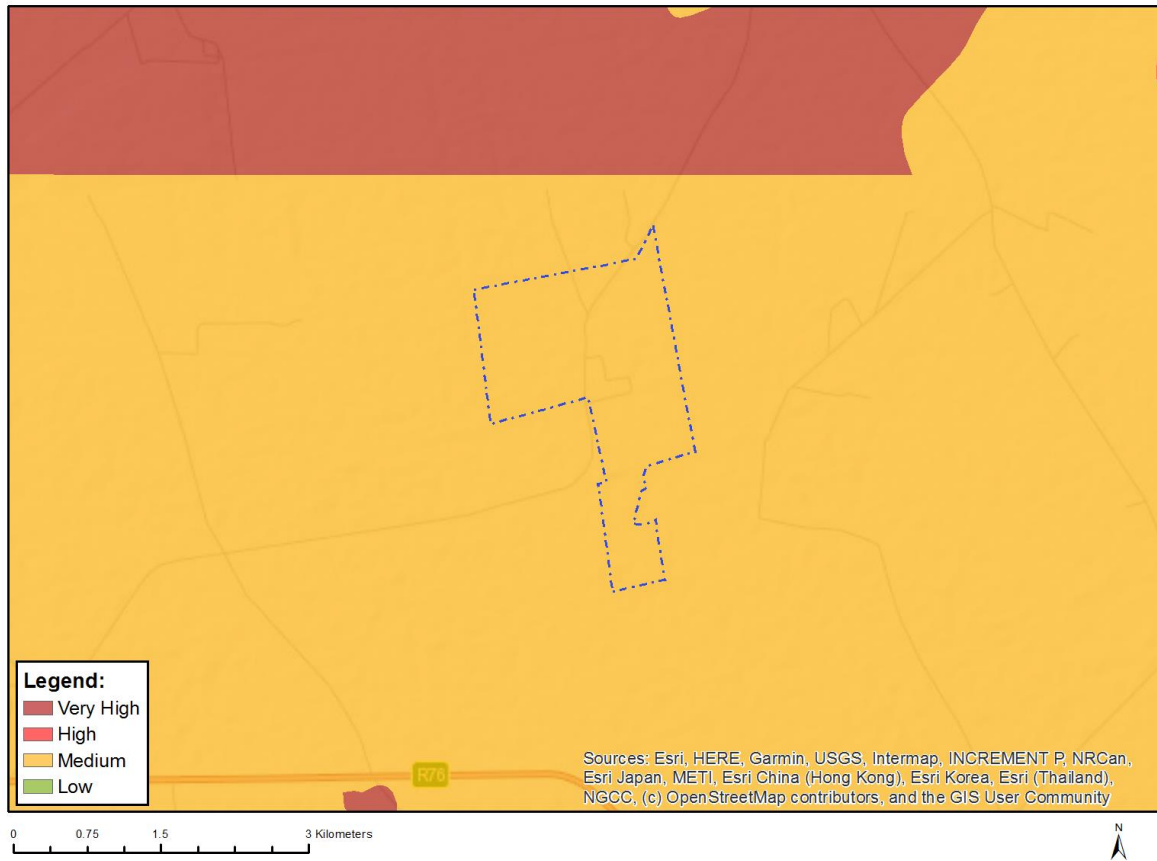 Legend:
Very High
High
Medium
Low
R76
Sources: Esri, HERE, Garmin, USGS, Intermap, INCREMENT P, NRCan,
Esri Japan, METI, Esri China (Hong Kong), Esri Korea, Esri (Thailand),
NGCC, (c) OpenStreetMap contributors, and the GIS User Community
0 0.75 1.5 3 Kilometers
N